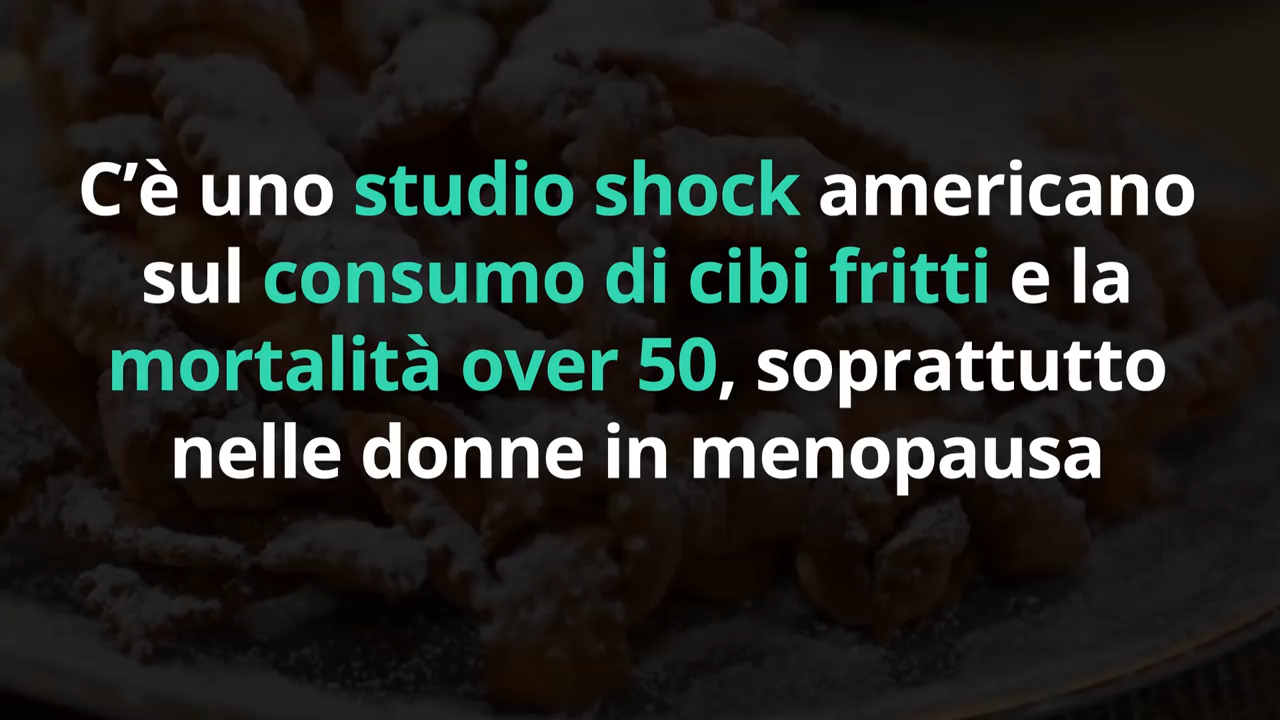 C’è uno studio shock americano
sul consumo di cibi fritti e la
mortalità over 50, soprattutto
nelle donne in menopausa